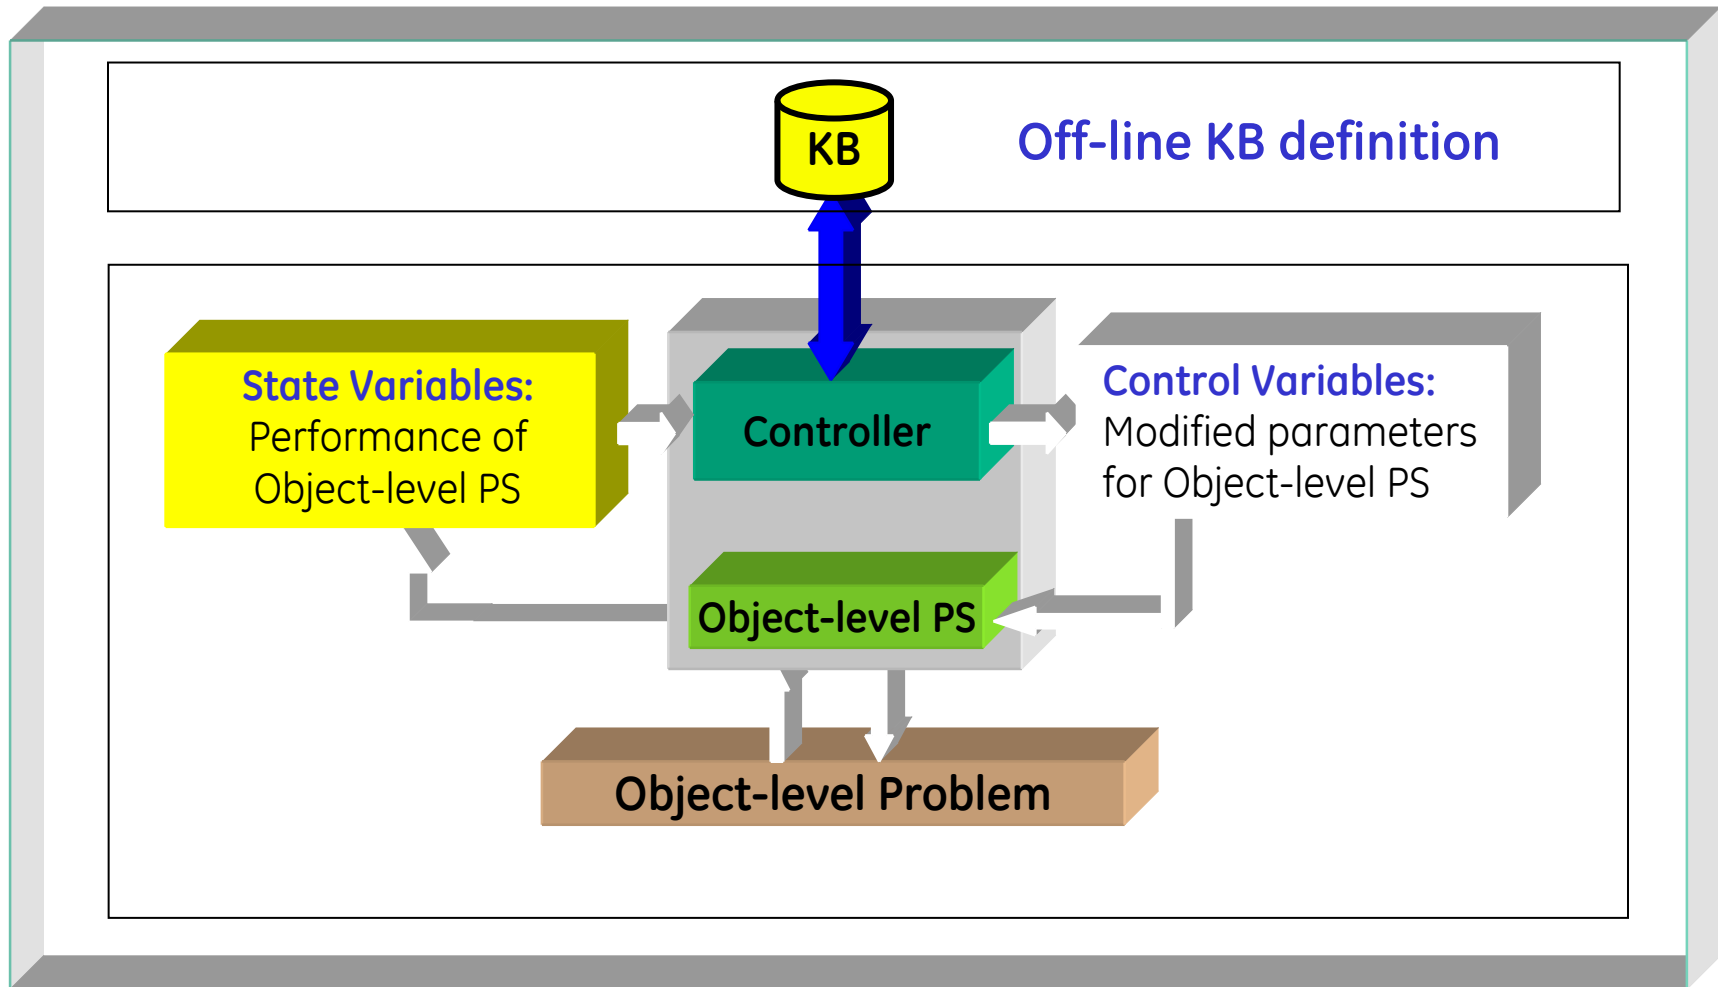 KB
Off-line KB definition
State Variables:
Performance of
Object-level PS
Controller
Control Variables:
Modified parameters
for Object-level PS
Object-level PS
Object-level Problem